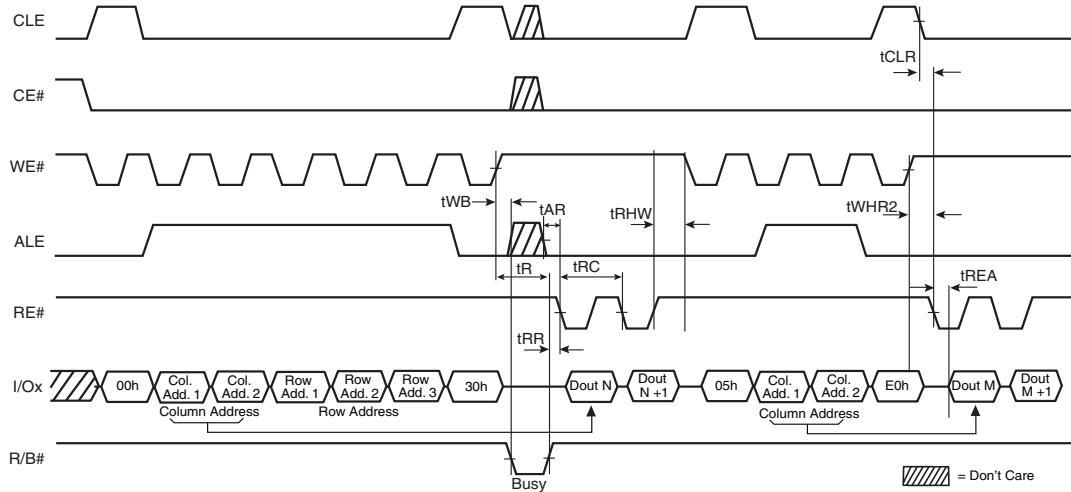 CLE
tCLR
CE#
WE#
tWB
tAR
tRHW
tWHR2
ALE
tR
tRC
tREA
RE#
tRR
I/Ox
00h
Col. Add. 1
Col. Add. 2
Row Add. 1
Row Add. 2
Row Add. 3
30h
Dout N
Dout N +1
05h
Col. Add. 1
Col. Add. 2
E0h
Dout M
Dout M +1
Column Address
Row Address
Column Address
R/B#
Busy
= Don't Care